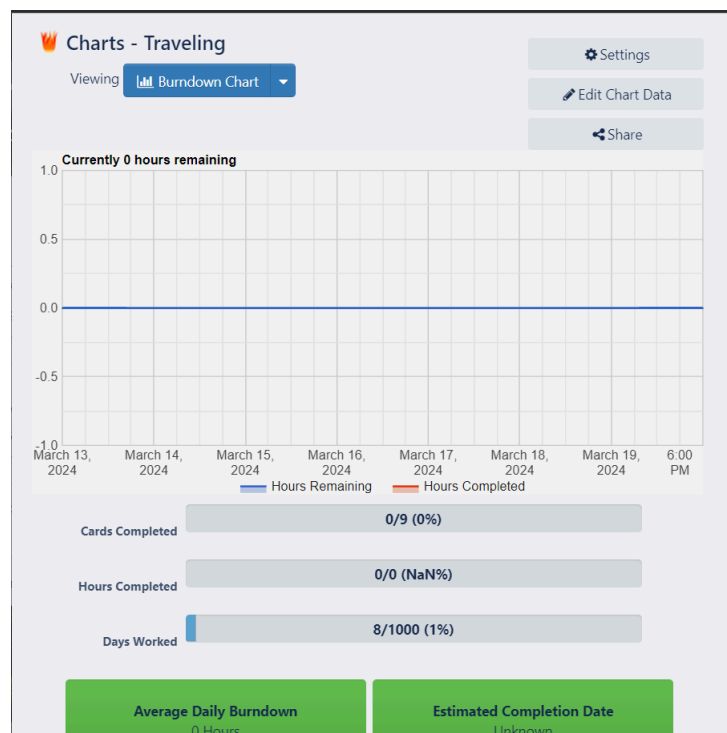 Charts - Traveling
Settings
Viewing
Burndown Chart
Edit Chart Data
Share
Currently 0 hours remaining
1.0
0.5
0.0
-0.5
-1.0
March 13, March 14, March 15, March 16, March 17, March 18, March 19, 6:00
2024 2024 2024 2024 2024 2024 2024 PM
Hours Remaining Hours Completed
0/9 (0%)
Cards Completed
0/0 (NaN%)
Hours Completed
8/1000 (1%)
Days Worked
Average Daily Burndown
0 Hours
Estimated Completion Date
Unknown